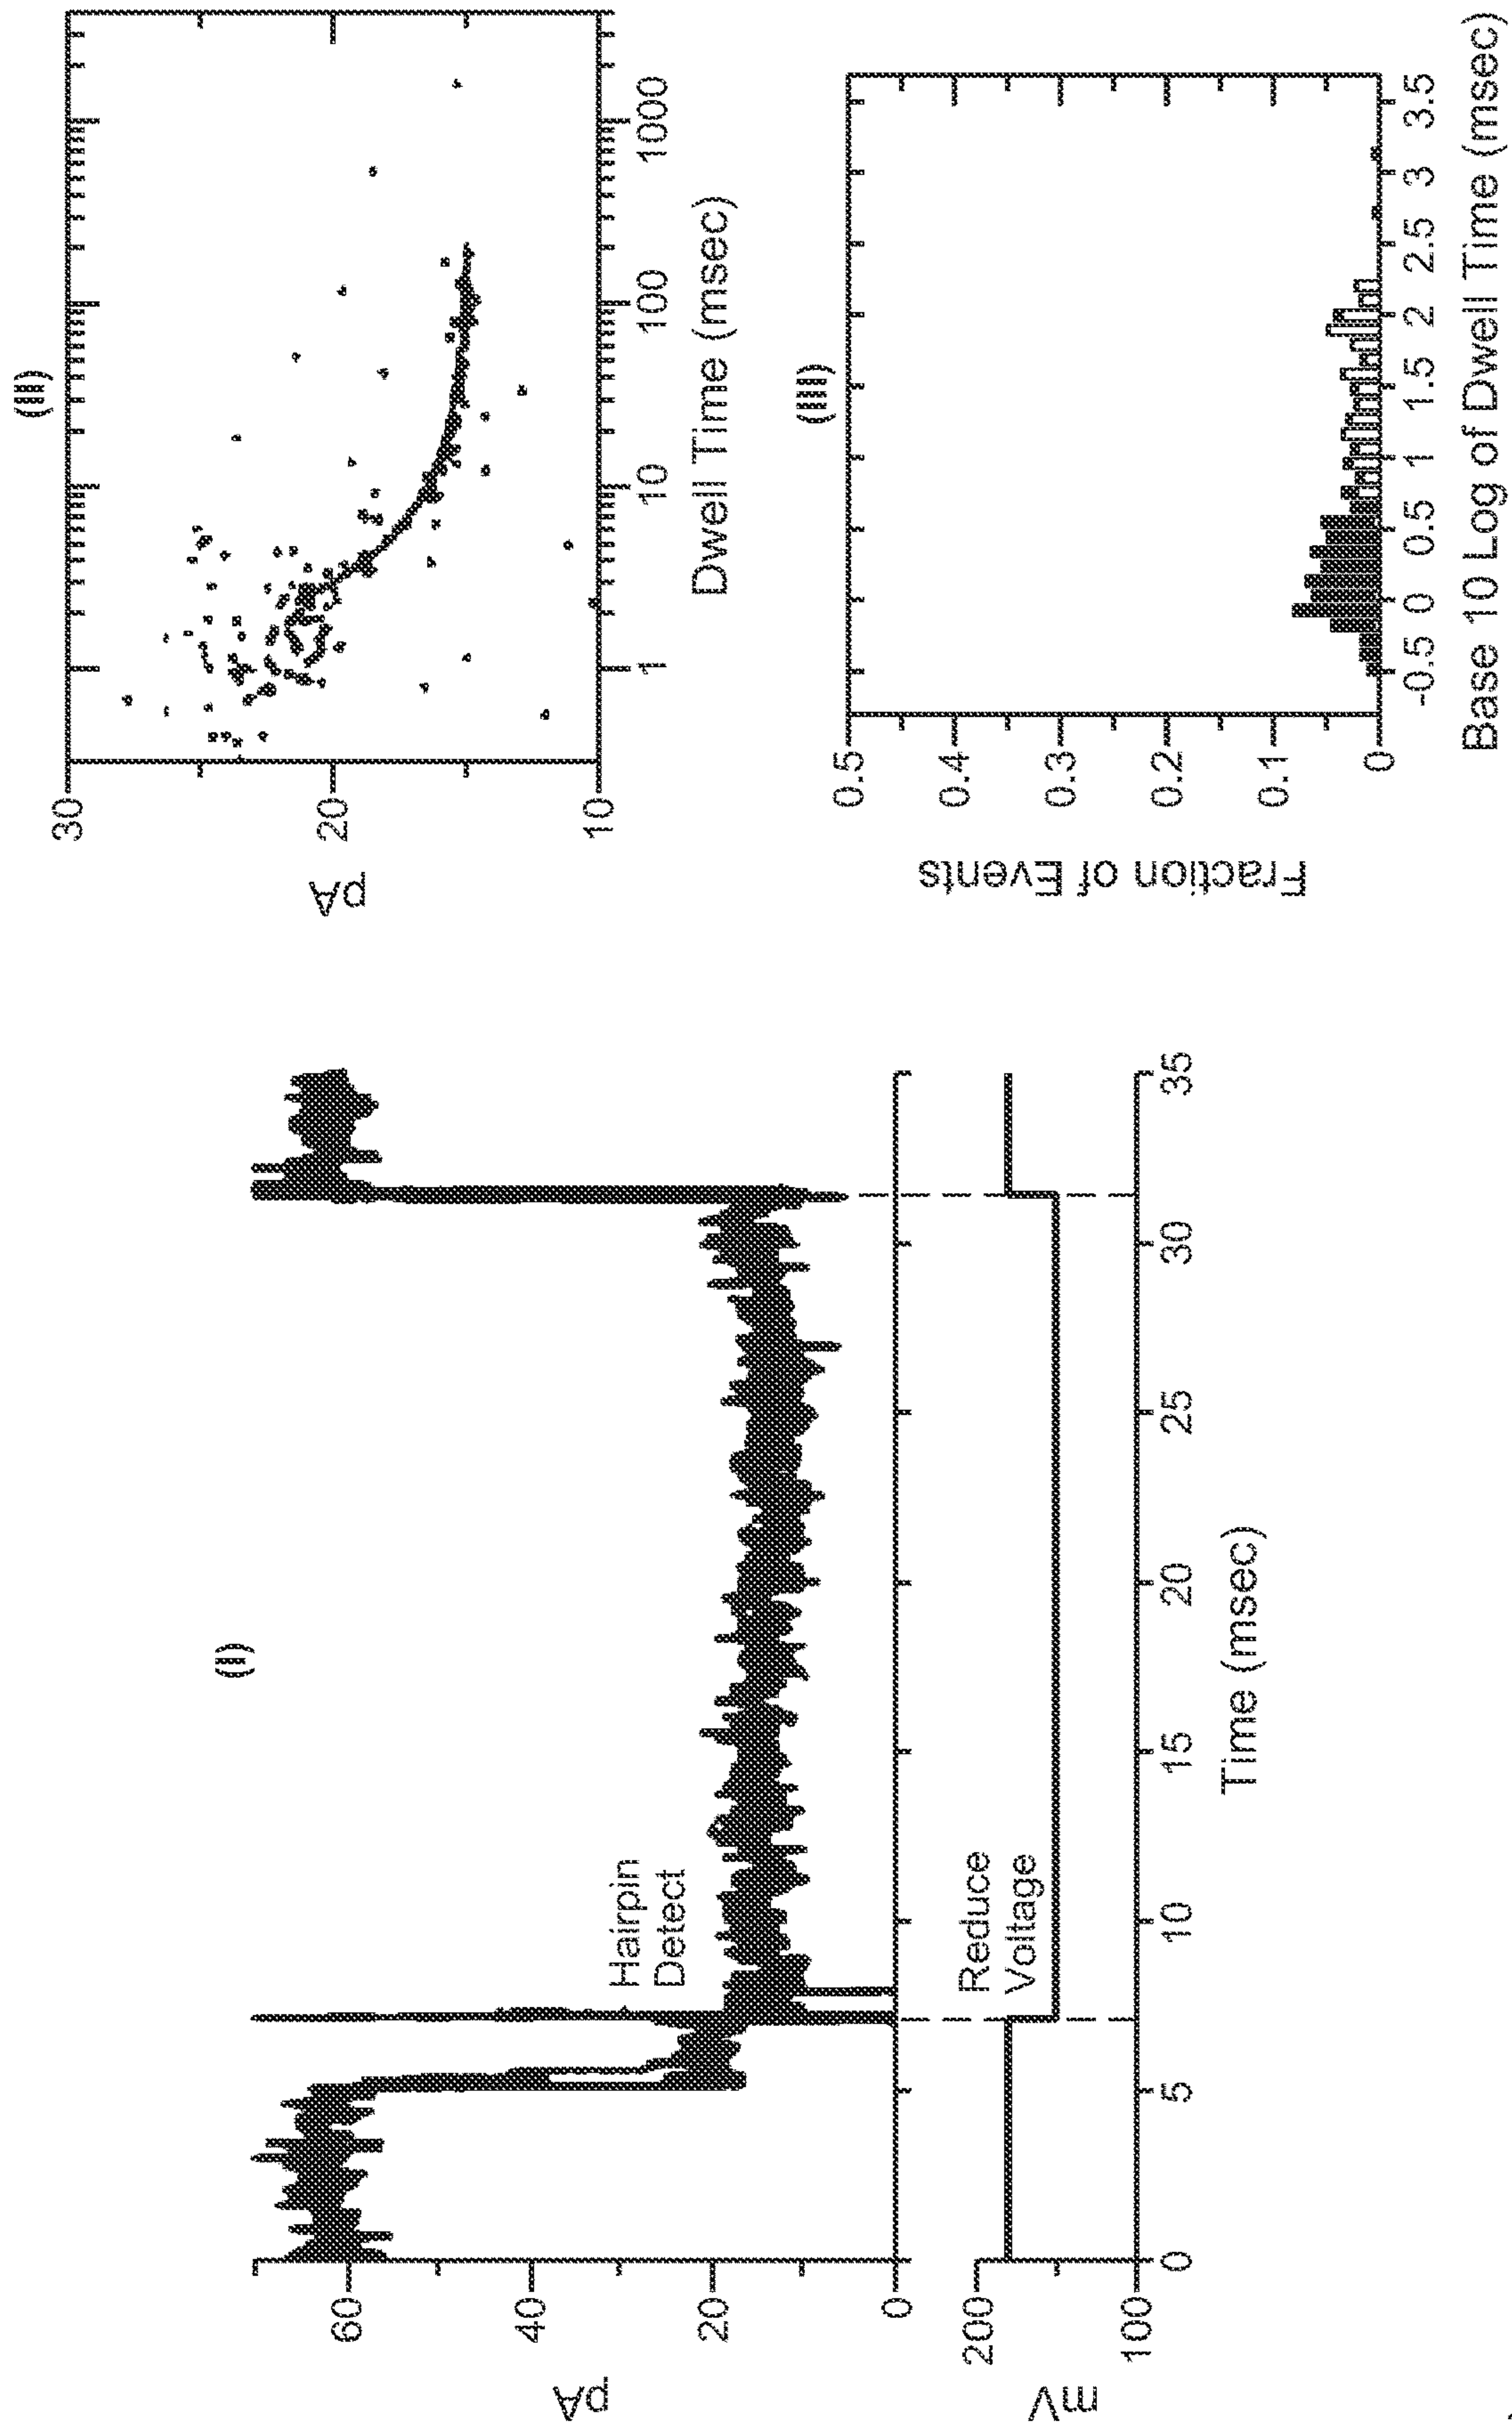 (I)
pA
60
40
20
0
Hairpin
Detect
mV
200
100
Reduce
Voltage
0
5
10
15
20
25
30
35
Time (msec)
(II)
pA
30
20
10
1
10
100
1000
Dwell Time (msec)
(III)
Fraction of Events
0.5
0.4
0.3
0.2
0.1
0
-0.5
0
0.5
1
1.5
2
2.5
3
3.5
Base 10 Log of Dwell Time (msec)